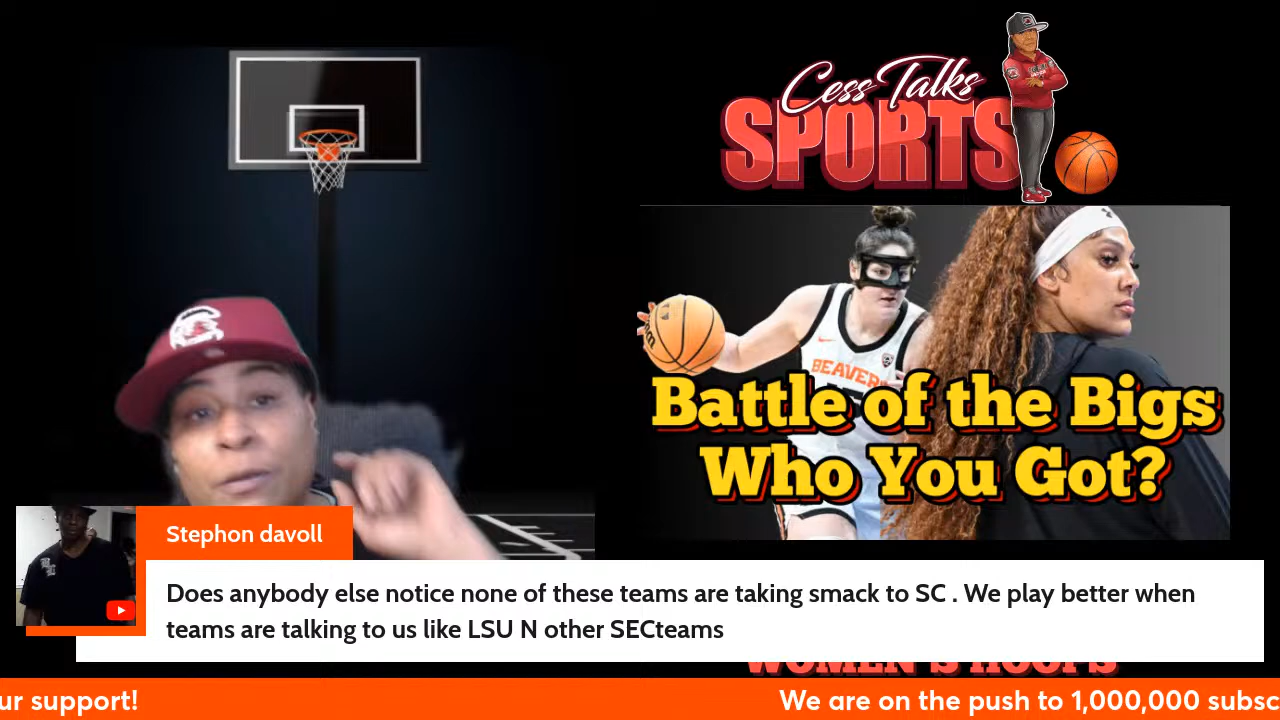 Cess Talks
SPORTS
BEAVERS
Battle of the Bigs
Who You Got?
Stephon davoll
Does anybody else notice none of these teams are taking smack to SC . We play better when
teams are talking to us like LSU N other SECteams
WOMEN'S HOOPS
ur support!
We are on the push to 1,000,000 subsc